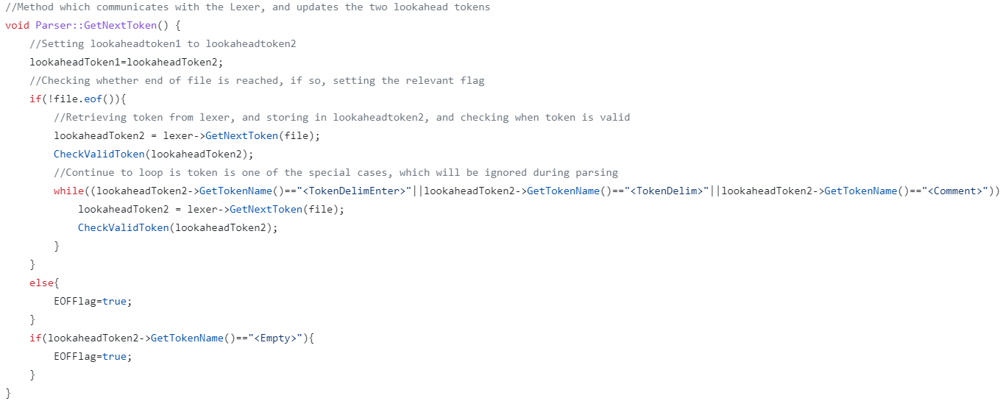 //Method which communicates with the Lexer, and updates the two lookahead tokens
void Parser::GetNextToken() {
    //Setting lookaheadtoken1 to lookaheadtoken2
    lookaheadToken1=lookaheadToken2;
    //Checking whether end of file is reached, if so, setting the relevant flag
    if(!file.eof()){
        //Retrieving token from lexer, and storing in lookaheadtoken2, and checking when token is valid
        lookaheadToken2 = lexer->GetNextToken(file);
        CheckValidToken(lookaheadToken2);
        //Continue to loop is token is one of the special cases, which will be ignored during parsing
        while((lookaheadToken2->GetTokenName()=="<TokenDelimEnter>"||lookaheadToken2->GetTokenName()=="<TokenDelim>"||lookaheadToken2->GetTokenName()=="<Comment>"))
            lookaheadToken2 = lexer->GetNextToken(file);
            CheckValidToken(lookaheadToken2);
        }
    }
    else{
        EOFFlag=true;
    }
    if(lookaheadToken2->GetTokenName()=="<Empty>"){
        EOFFlag=true;
    }
}